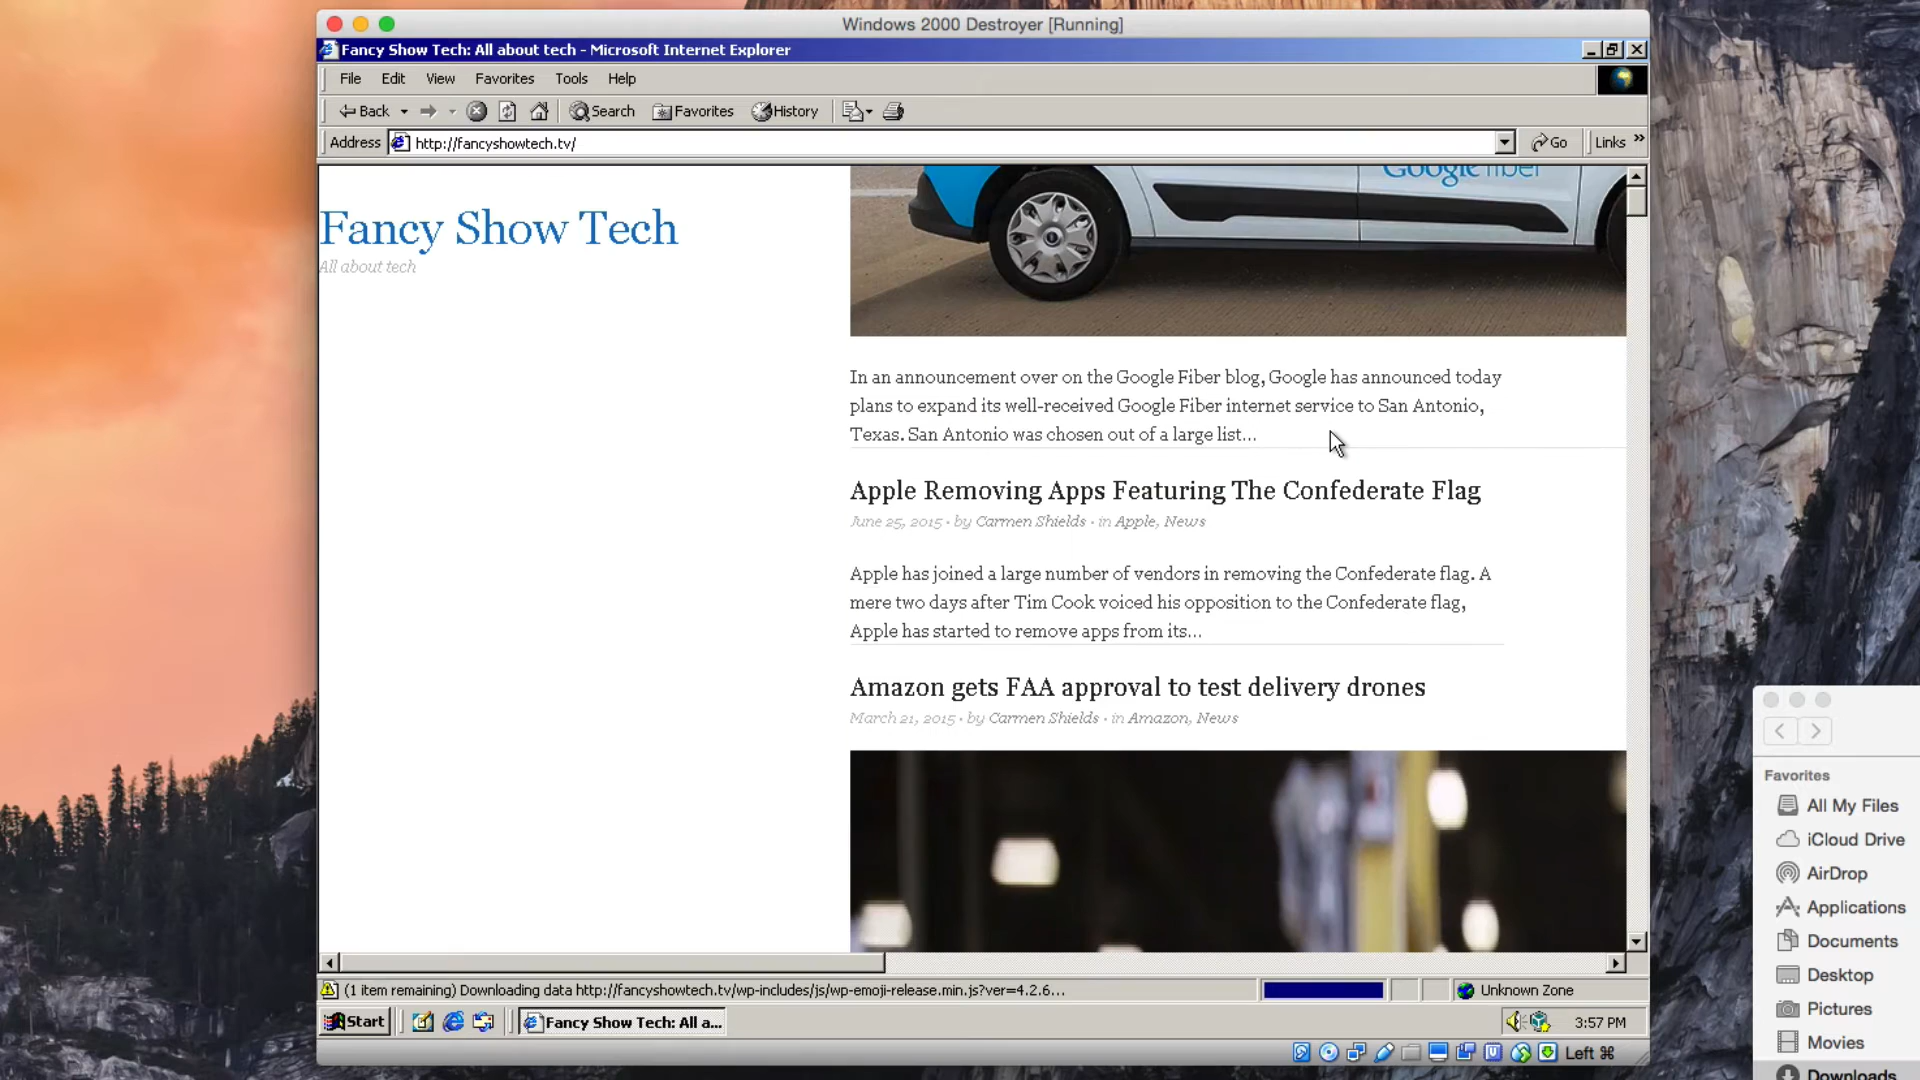 Windows 2000 Destroyer [Running]
Fancy Show Tech: All about tech - Microsoft Internet Explorer
File Edit View Favorites Tools Help
Back Search Favorites History
Address http://fancyshowtech.tv/ Go Links »
Google fiber
Fancy Show Tech
All about tech
In an announcement over on the Google Fiber blog, Google has announced today
plans to expand its well-received Google Fiber internet service to San Antonio,
Texas. San Antonio was chosen out of a large list...
Apple Removing Apps Featuring The Confederate Flag
June 25, 2015 • by Carmen Shields • in Apple, News
Apple has joined a large number of vendors in removing the Confederate flag. A
mere two days after Tim Cook voiced his opposition to the Confederate flag,
Apple has started to remove apps from its...
Amazon gets FAA approval to test delivery drones
March 21, 2015 • by Carmen Shields • in Amazon, News
(1 item remaining) Downloading data http://fancyshowtech.tv/wp-includes/js/wp-emoji-release.min.js?ver=4.2.6... Unknown Zone
Start Fancy Show Tech: All a... 3:57 PM
Left ⌘
Favorites
All My Files
iCloud Drive
AirDrop
Applications
Documents
Desktop
Pictures
Movies
Downloads